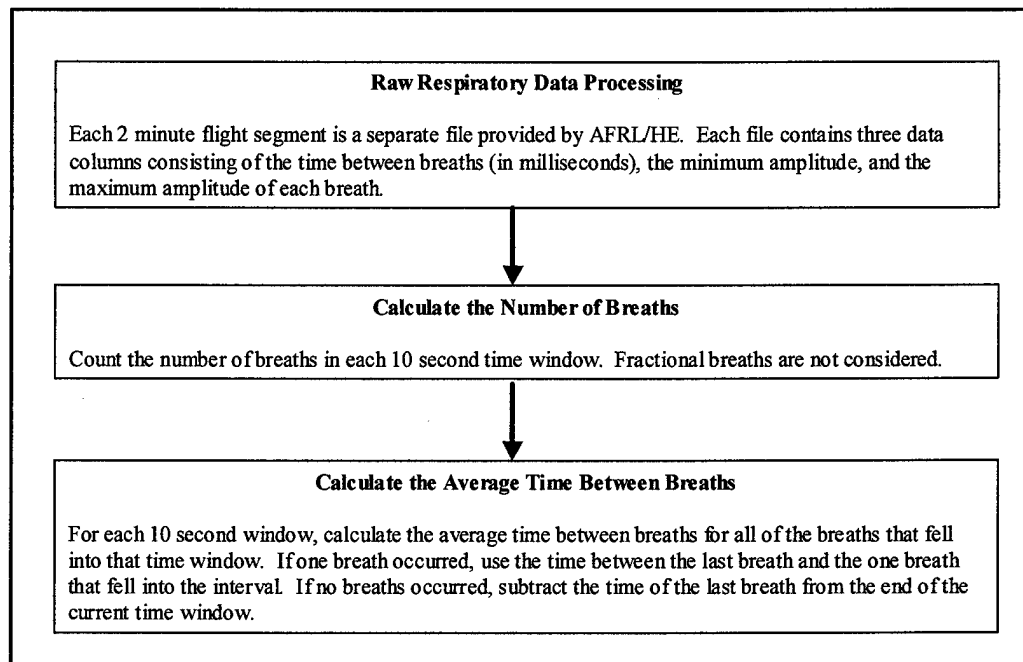 Raw Respiratory Data Processing
Each 2 minute flight segment is a separate file provided by AFRL/HE. Each file contains three data
columns consisting of the time between breaths (in milliseconds), the minimum amplitude, and the
maximum amplitude of each breath.
Calculate the Number of Breaths
Count the number of breaths in each 10 second time window. Fractional breaths are not considered.
Calculate the Average Time Between Breaths
For each 10 second window, calculate the average time between breaths for all of the breaths that fell
into that time window. If one breath occurred, use the time between the last breath and the one breath
that fell into the interval. If no breaths occurred, subtract the time of the last breath from the end of the
current time window.